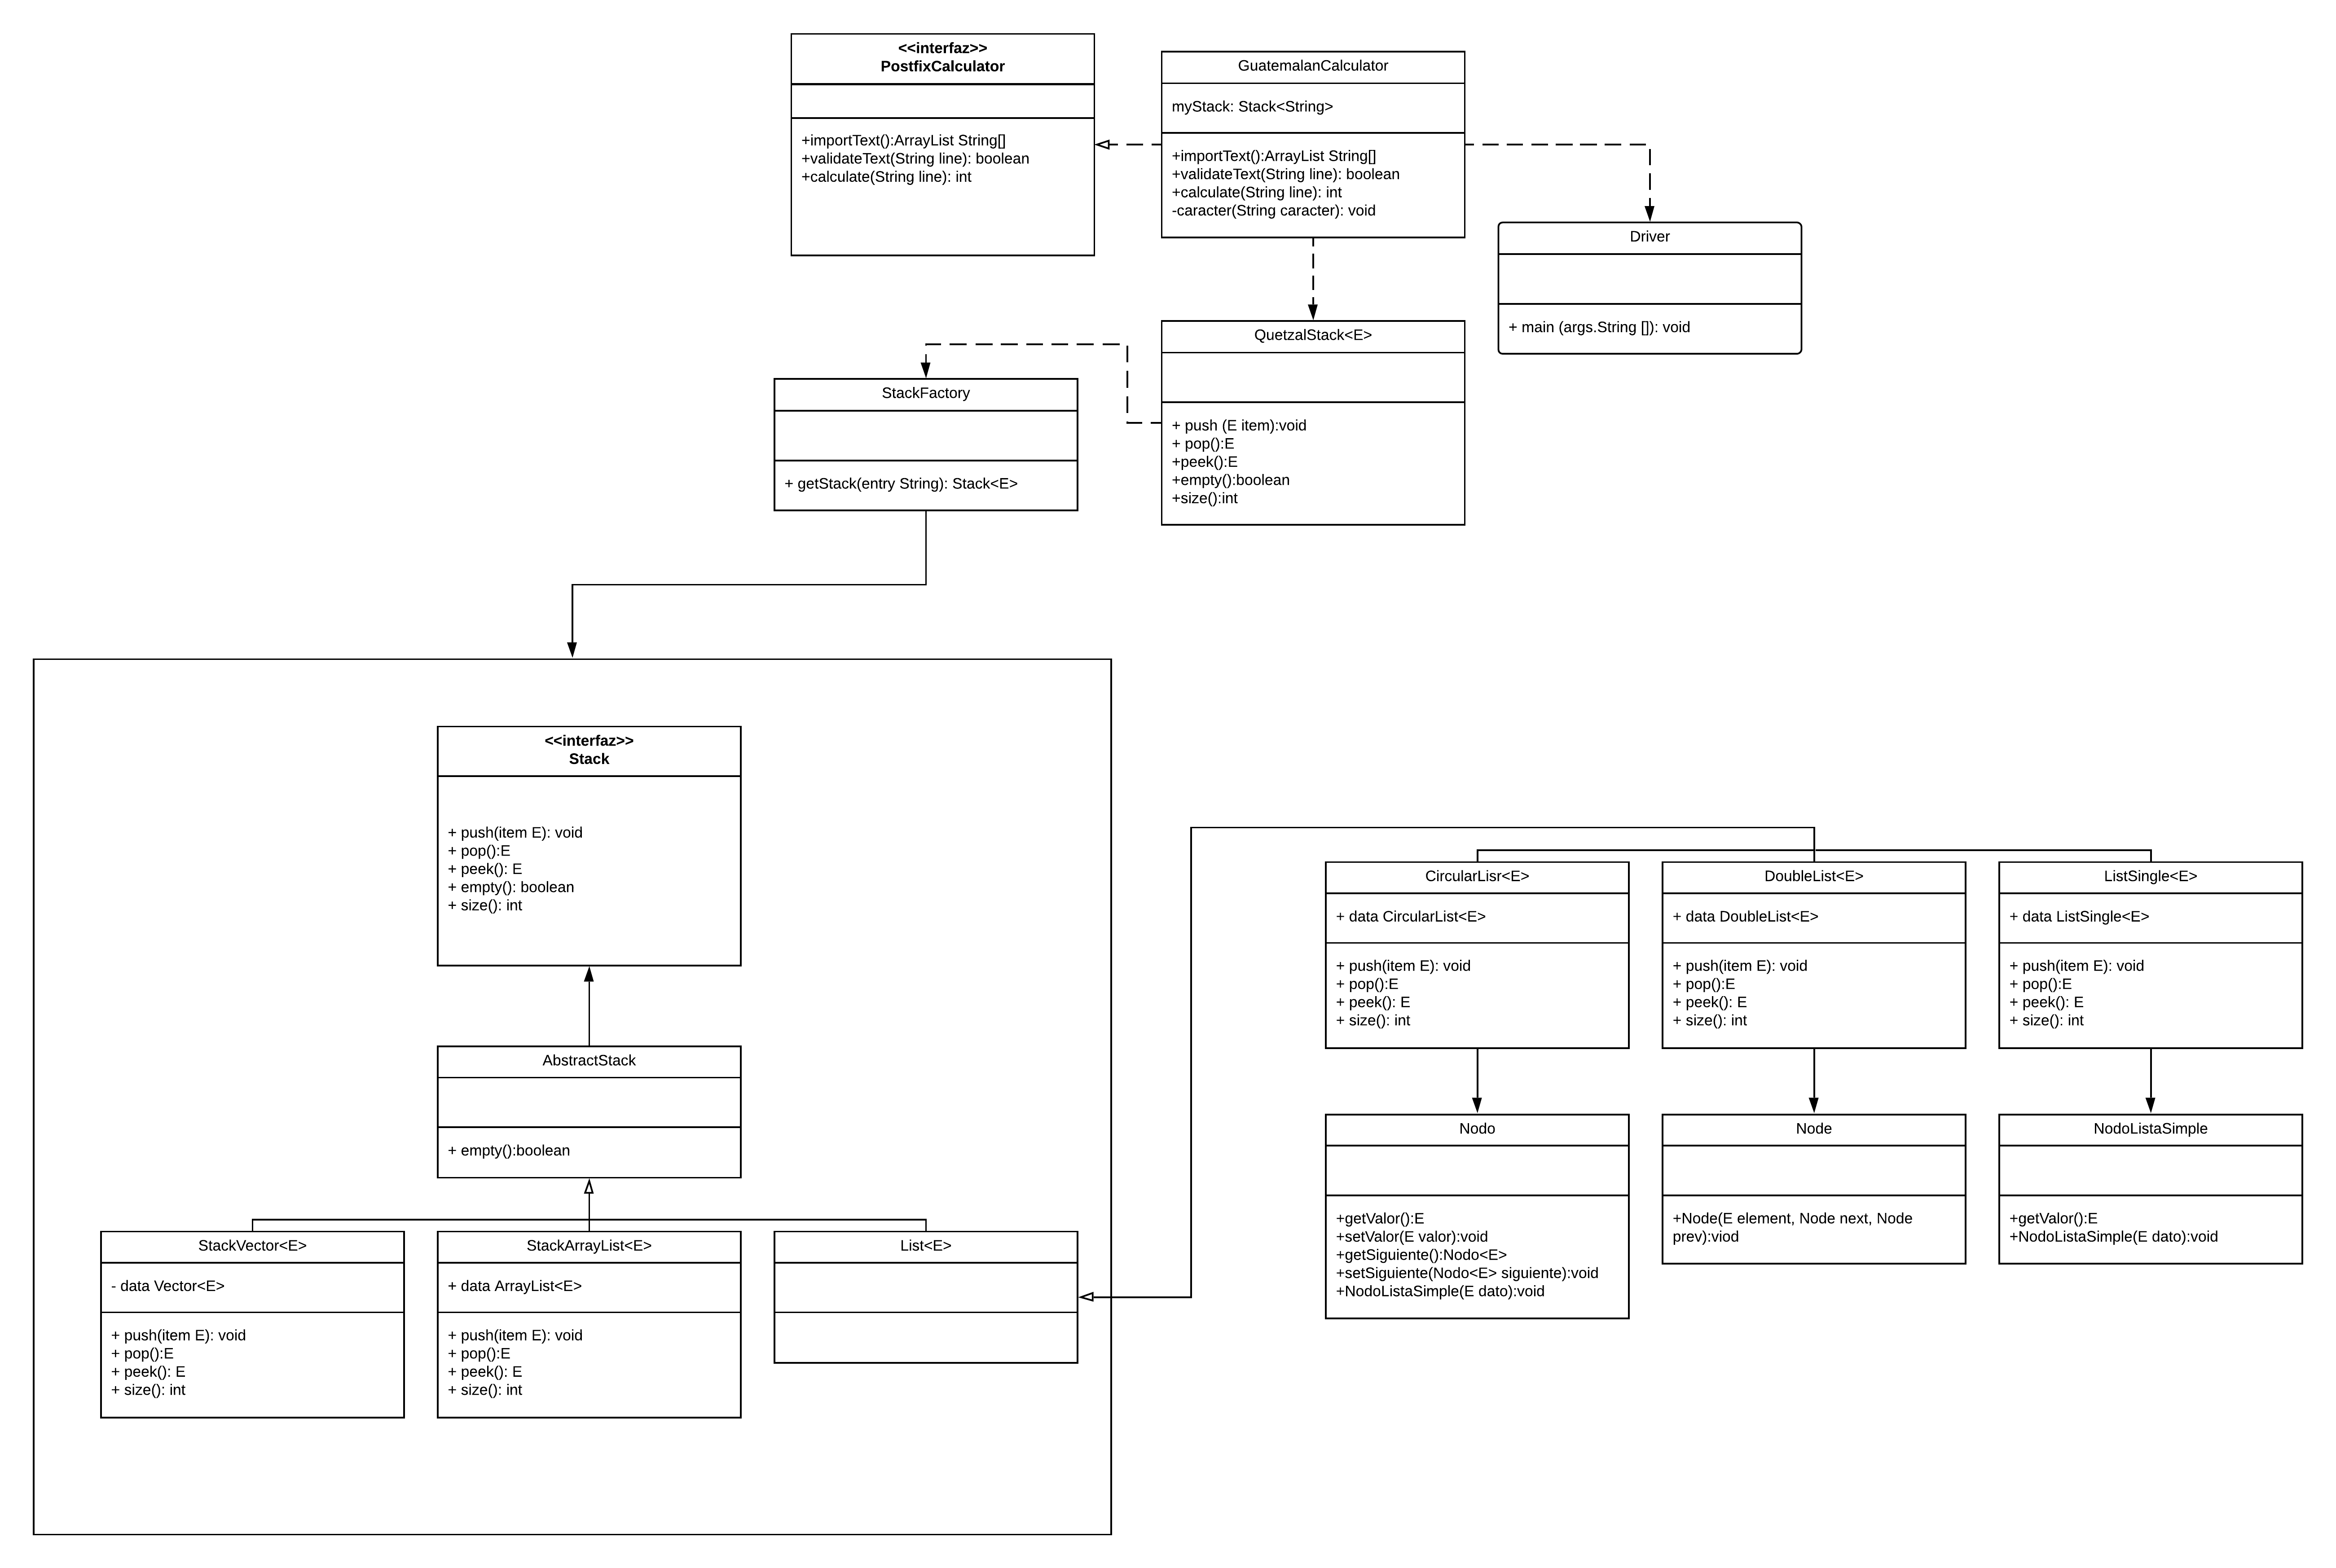 <<interfaz>>
PostfixCalculator
+importText():ArrayList String[]
+validateText(String line): boolean
+calculate(String line): int
GuatemalanCalculator
myStack: Stack<String>
+importText():ArrayList String[]
+validateText(String line): boolean
+calculate(String line): int
-caracter(String caracter): void
Driver
+ main (args.String []): void
QuetzalStack<E>
+ push (E item):void
+ pop():E
+peek():E
+empty():boolean
+size():int
StackFactory
+ getStack(entry String): Stack<E>
<<interfaz>>
Stack
+ push(item E): void
+ pop():E
+ peek(): E
+ empty(): boolean
+ size(): int
AbstractStack
+ empty():boolean
StackVector<E>
- data Vector<E>
+ push(item E): void
+ pop():E
+ peek(): E
+ size(): int
StackArrayList<E>
+ data ArrayList<E>
+ push(item E): void
+ pop():E
+ peek(): E
+ size(): int
List<E>
CircularLisr<E>
+ data CircularList<E>
+ push(item E): void
+ pop():E
+ peek(): E
+ size(): int
DoubleList<E>
+ data DoubleList<E>
+ push(item E): void
+ pop():E
+ peek(): E
+ size(): int
ListSingle<E>
+ data ListSingle<E>
+ push(item E): void
+ pop():E
+ peek(): E
+ size(): int
Nodo
+getValor():E
+setValor(E valor):void
+getSiguiente():Nodo<E>
+setSiguiente(Nodo<E> siguiente):void
+NodoListaSimple(E dato):void
Node
+Node(E element, Node next, Node
prev):viod
NodoListaSimple
+getValor():E
+NodoListaSimple(E dato):void